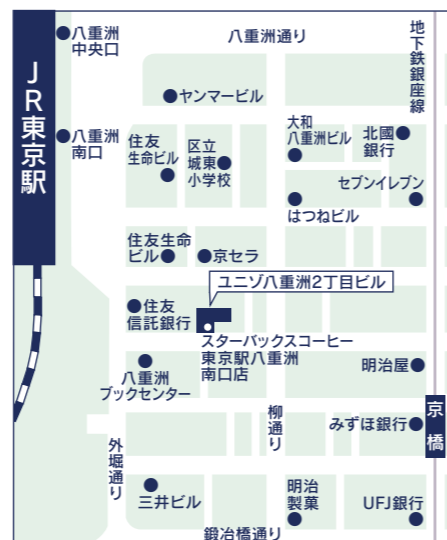 八重洲
中央口
八重洲通り
地下鉄銀座線
JR東京駅
ヤンマービル
八重洲
南口
住友
生命ビル
区立
城東
小学校
大和
八重洲ビル
北國
銀行
セブンイレブン
はつねビル
住友生命
ビル
京セラ
ユニゾ八重洲2丁目ビル
住友
信託銀行
スターバックスコーヒー
東京駅八重洲
南口店
八重洲
ブックセンター
明治屋
柳通り
みずほ銀行
京橋
外堀通り
三井ビル
明治
製菓
UFJ銀行
鍛冶橋通り